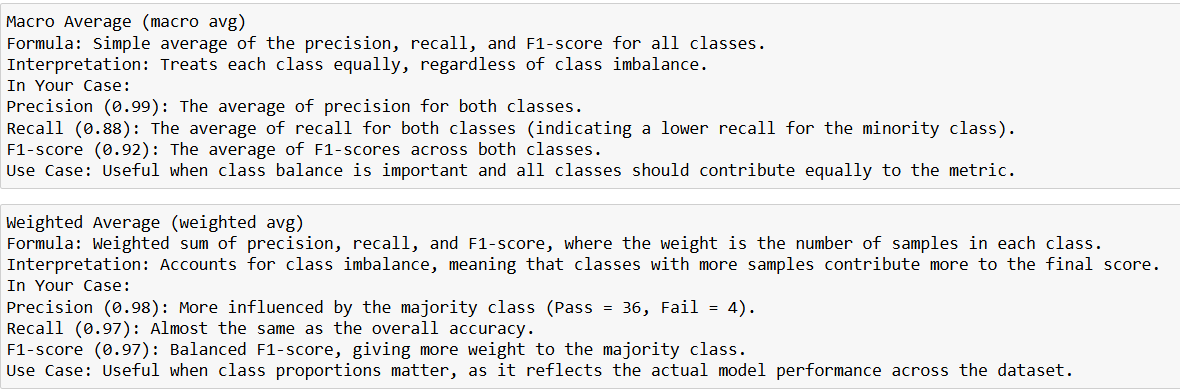 Macro Average (macro avg)
Formula: Simple average of the precision, recall, and F1-score for all classes.
Interpretation: Treats each class equally, regardless of class imbalance.
In Your Case:
Precision (0.99): The average of precision for both classes.
Recall (0.88): The average of recall for both classes (indicating a lower recall for the minority class).
F1-score (0.92): The average of F1-scores across both classes.
Use Case: Useful when class balance is important and all classes should contribute equally to the metric.
Weighted Average (weighted avg)
Formula: Weighted sum of precision, recall, and F1-score, where the weight is the number of samples in each class.
Interpretation: Accounts for class imbalance, meaning that classes with more samples contribute more to the final score.
In Your Case:
Precision (0.98): More influenced by the majority class (Pass = 36, Fail = 4).
Recall (0.97): Almost the same as the overall accuracy.
F1-score (0.97): Balanced F1-score, giving more weight to the majority class.
Use Case: Useful when class proportions matter, as it reflects the actual model performance across the dataset.